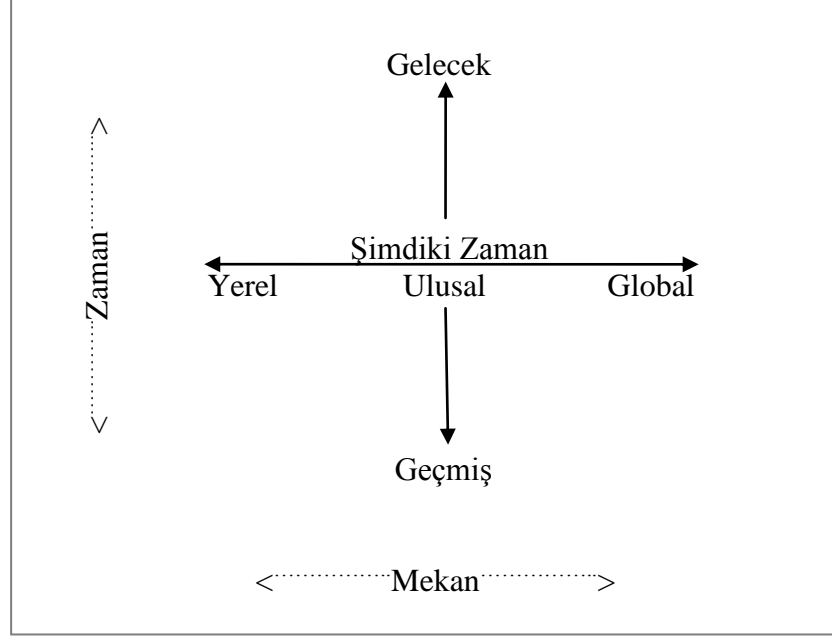 Gelecek
Zaman
Şimdiki Zaman
Yerel Ulusal Global
Geçmiş
Mekan